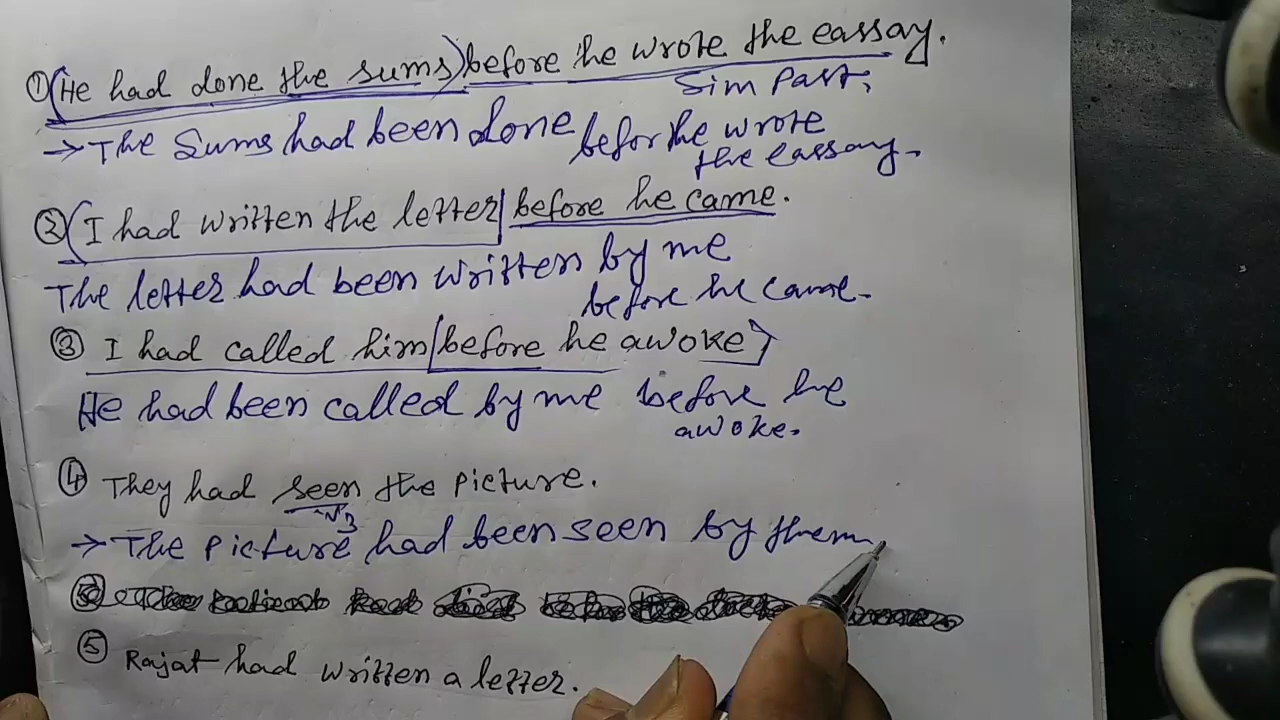 ① (He had done the sums) before he wrote the eassay.
Sim Past;
→ The Sums had been done before he wrote
the eassay.
② (I had written the letter| before he came.
The letter had been written by me
before he came.
③ I had called him before he awoke
He had been called by me before he
awoke.
④ They had seen the picture.
V3
→ The picture had been seen by them
⑤ Rajat had written a letter.